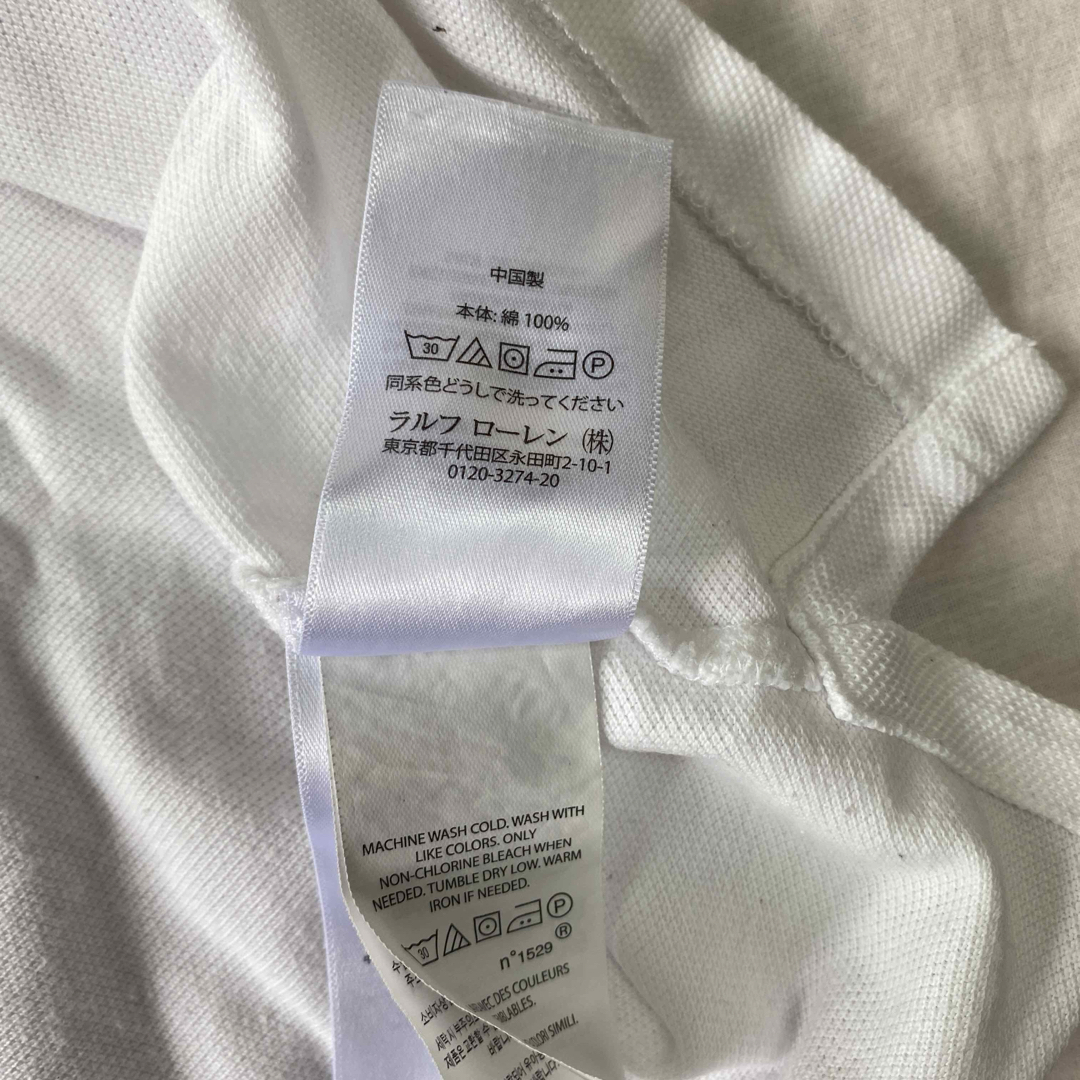 中国製
本体: 綿 100%
30 P
同系色どうしで洗ってください
ラルフ ローレン (株)
東京都千代田区永田町2-10-1
0120-3274-20
MACHINE WASH COLD. WASH WITH
LIKE COLORS. ONLY
NON-CHLORINE BLEACH WHEN
NEEDED. TUMBLE DRY LOW. WARM
IRON IF NEEDED.
30 P
n°1529 ®
DES COULEURS
SIMILI.